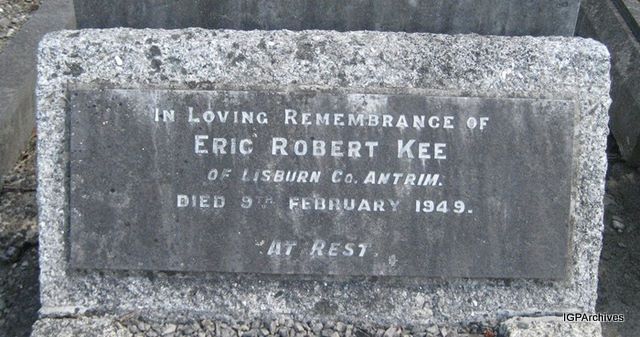 In Loving Remembrance of
Eric Robert Kee
of Lisburn Co. Antrim.
Died 9th February 1949.
At Rest
IGPArchives